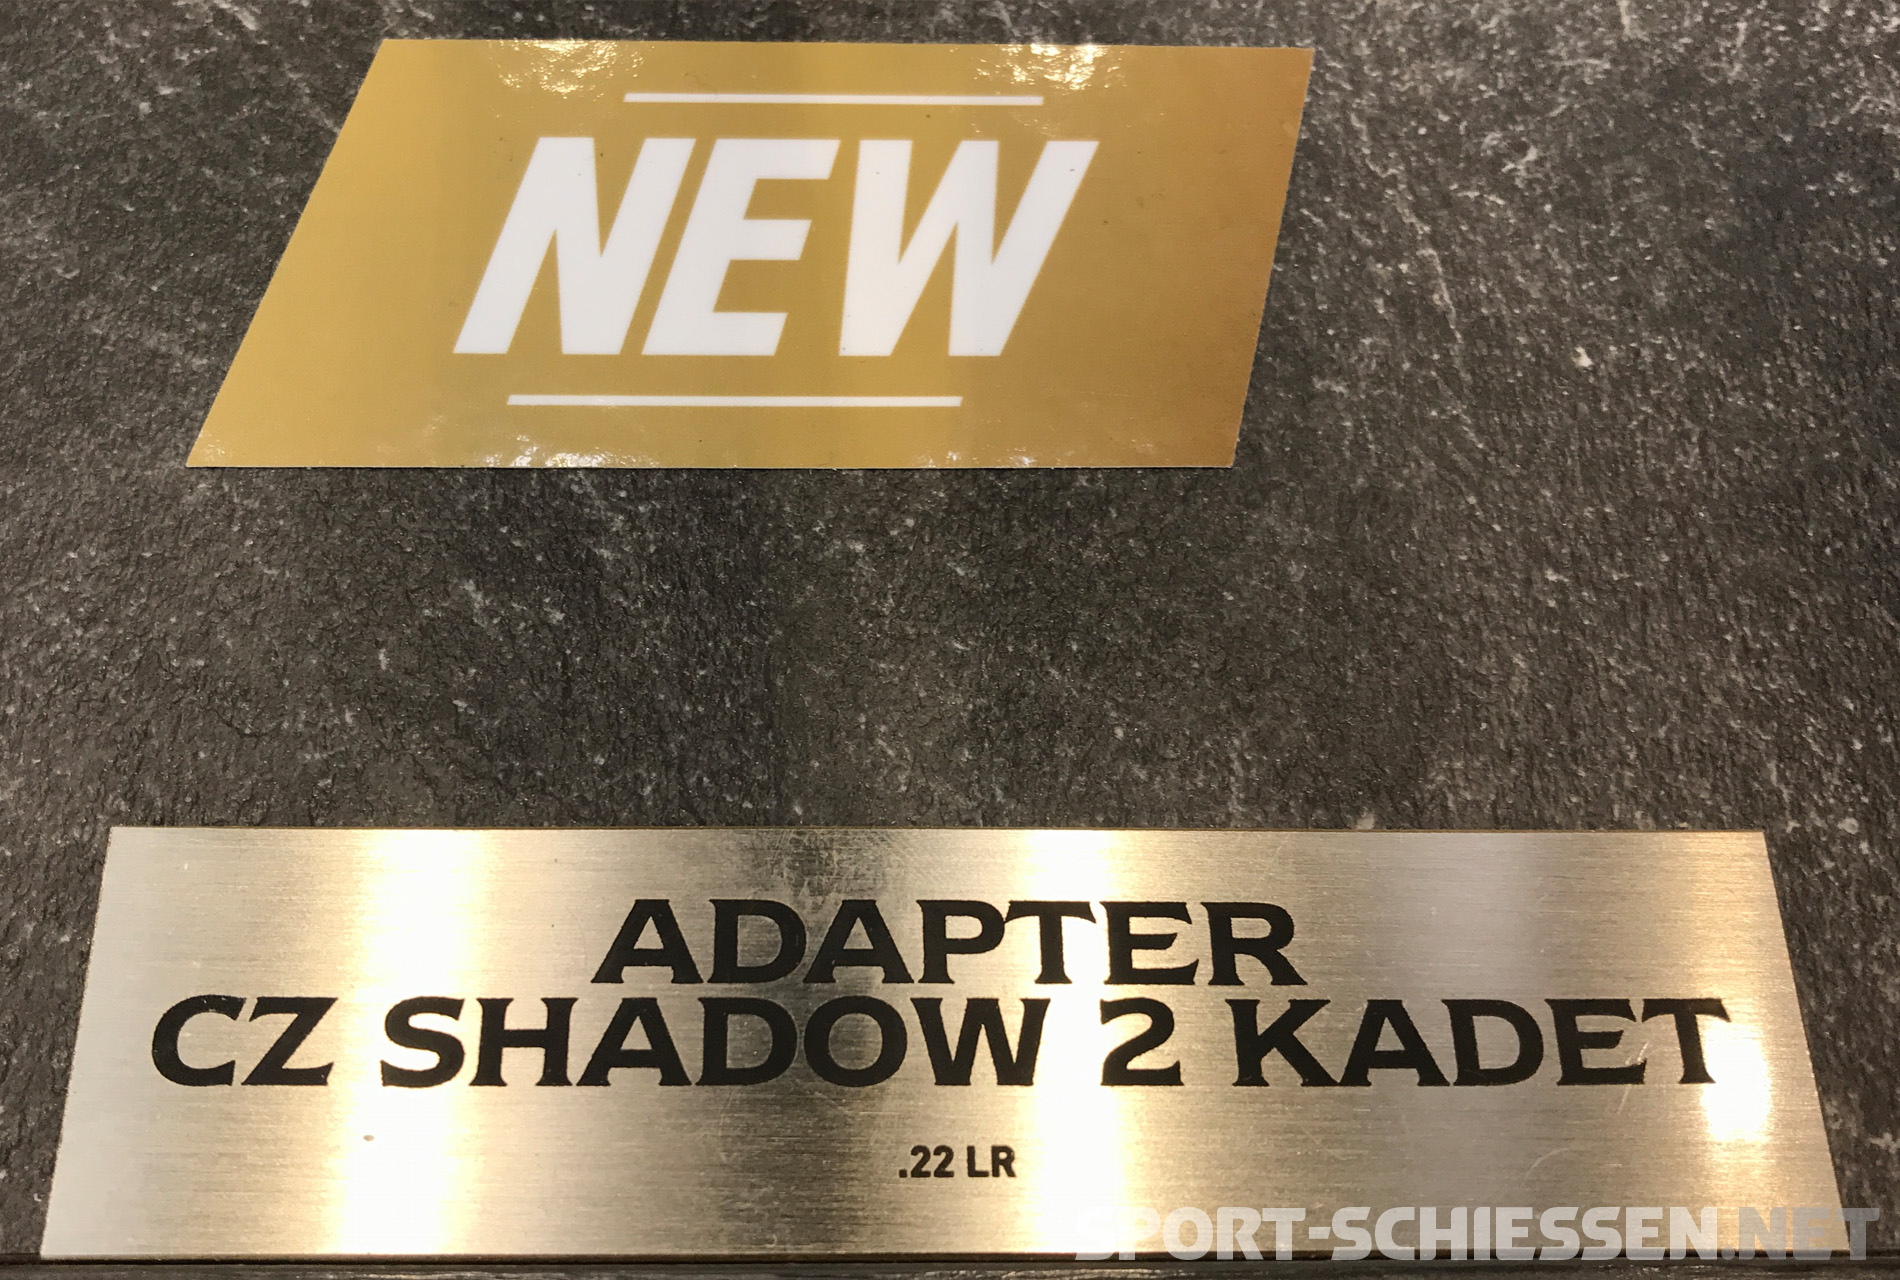 NEW
ADAPTER
CZ SHADOW 2 KADET
.22 LR
SPORT-SCHIESSEN.NET